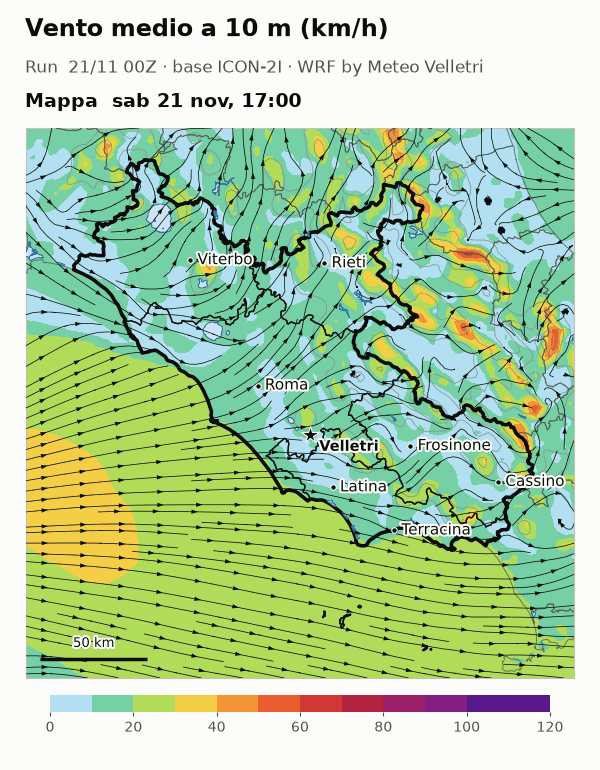 Vento medio a 10 m (km/h)
Run  21/11 00Z · base ICON-2I · WRF by Meteo Velletri
Mappa  sab 21 nov, 17:00
Viterbo
Rieti
Roma
Velletri
Frosinone
Latina
Cassino
Terracina
50 km
0 20 40 60 80 100 120